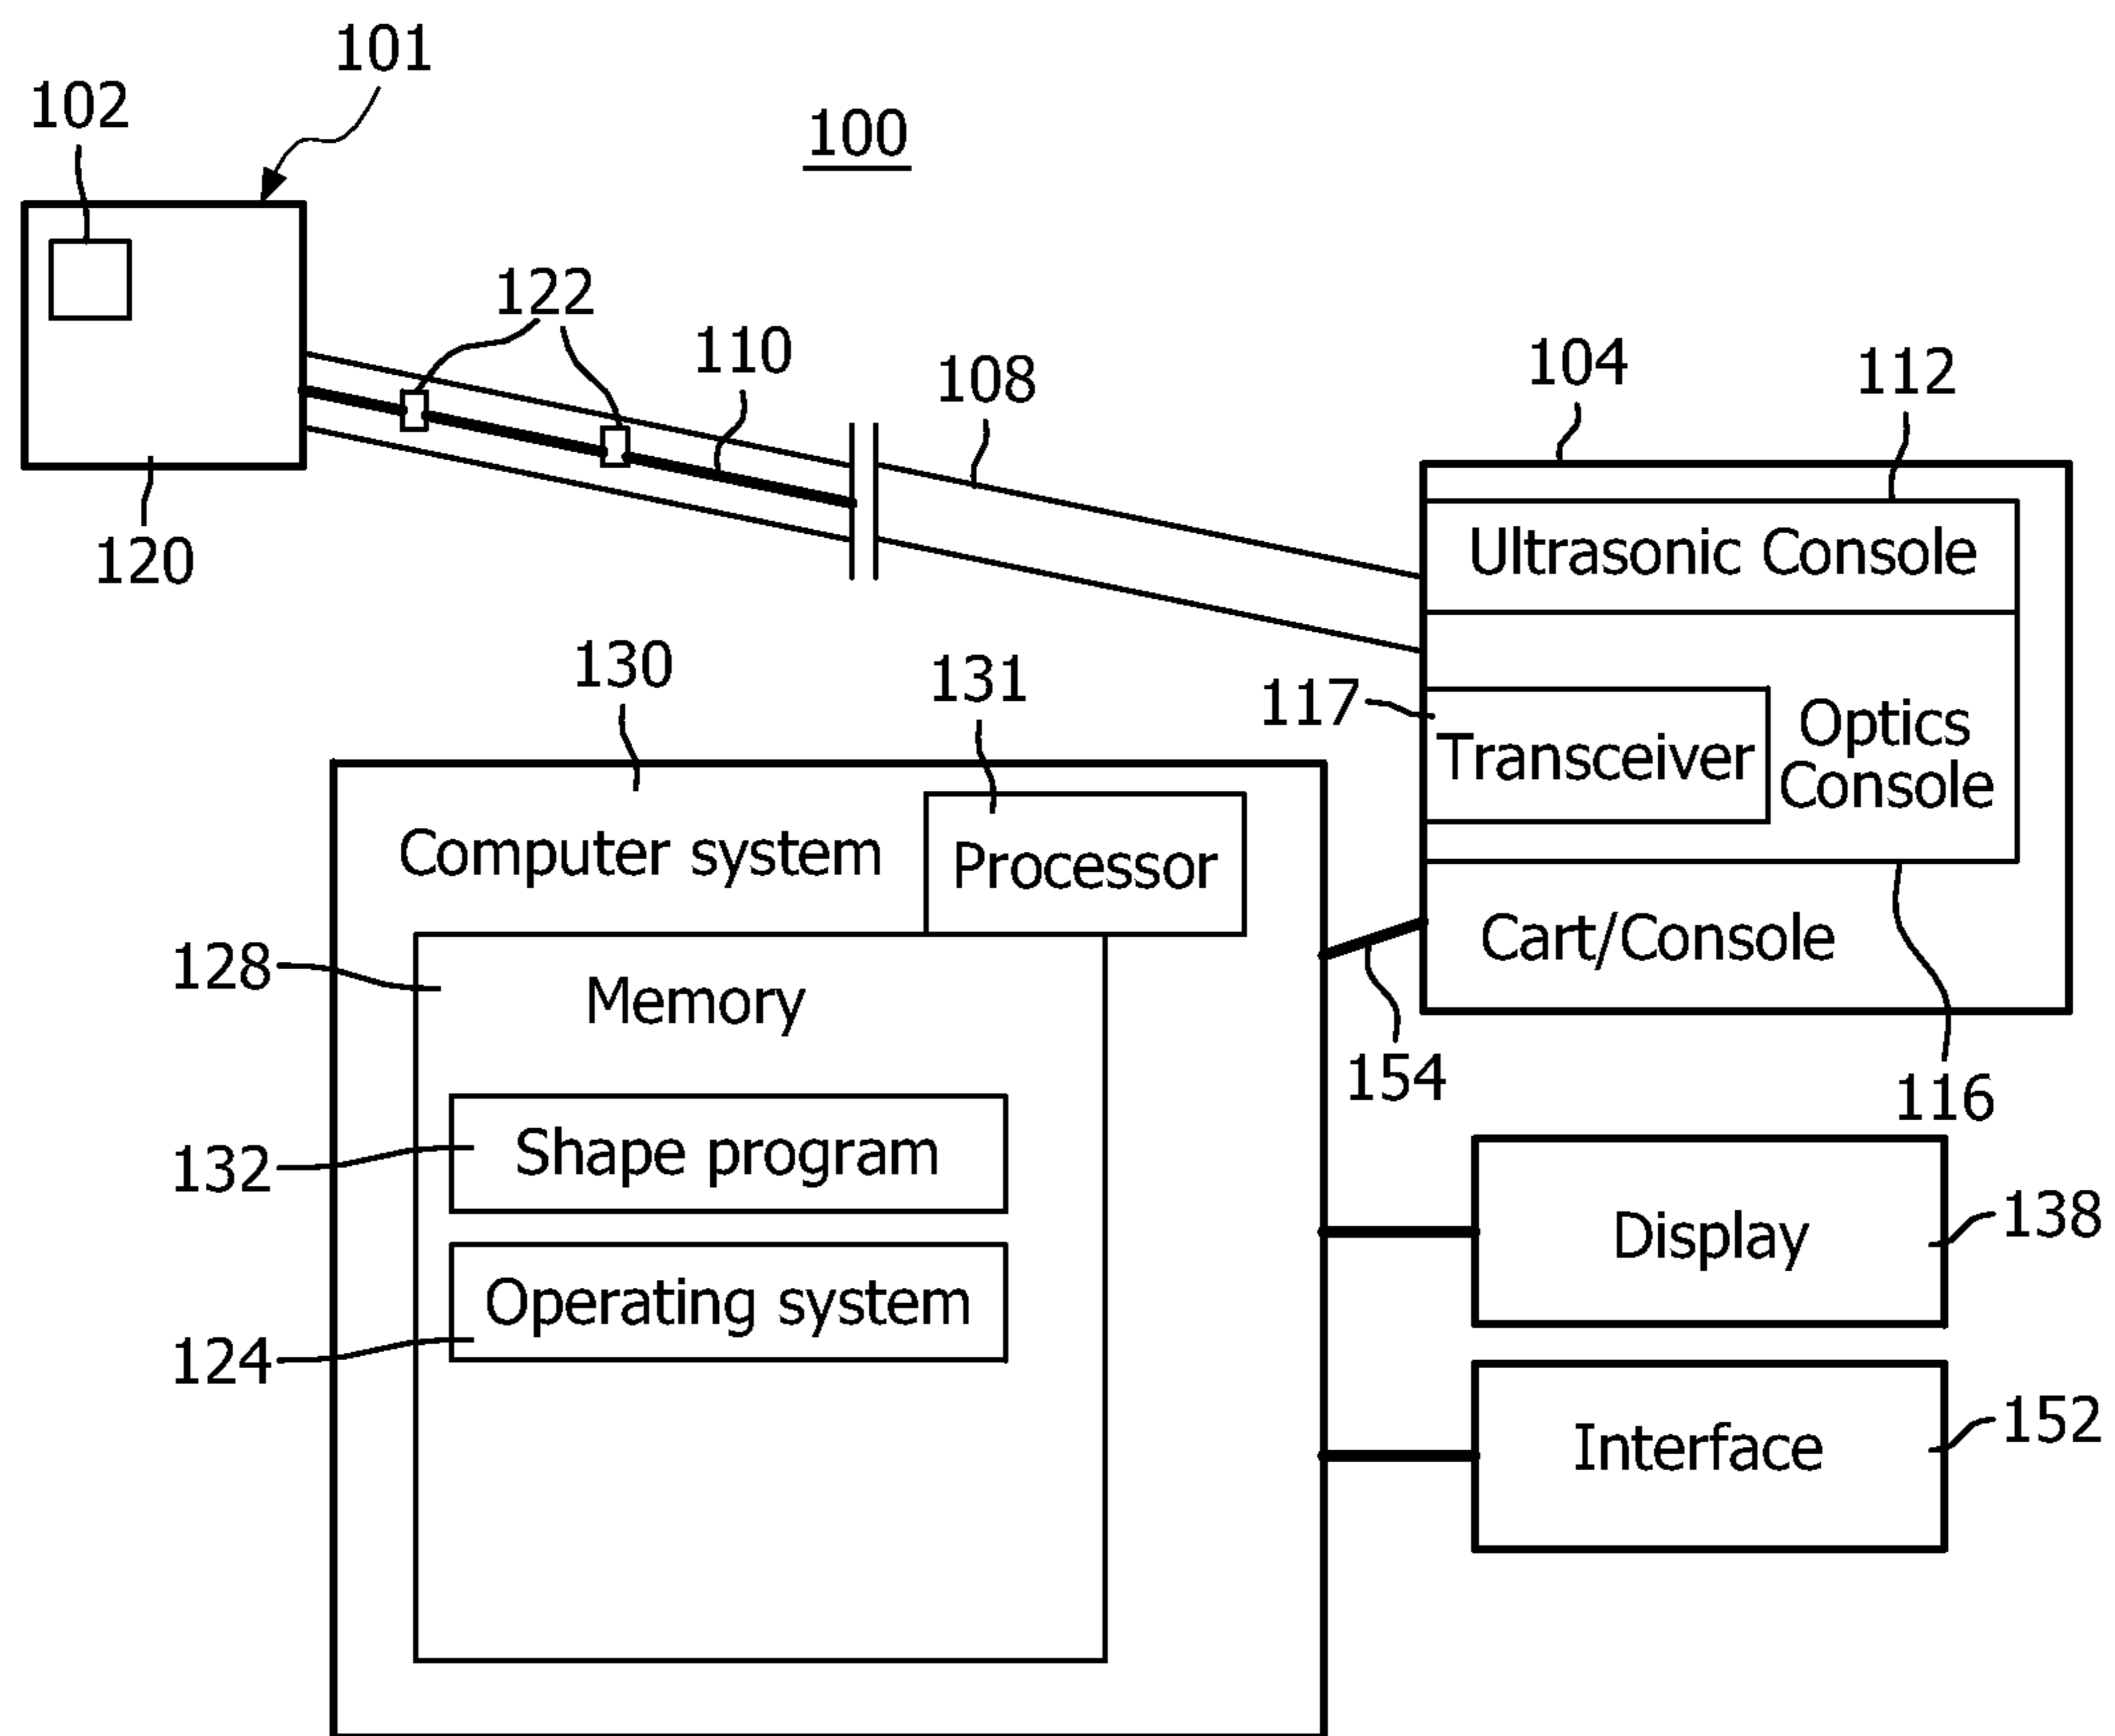 101
102
100
122
110
108
104
112
120
Ultrasonic Console
130
131
117
Transceiver
Optics
Console
Computer system
Processor
Cart/Console
128
Memory
154
116
132
Shape program
Display
138
Operating system
124
Interface
152